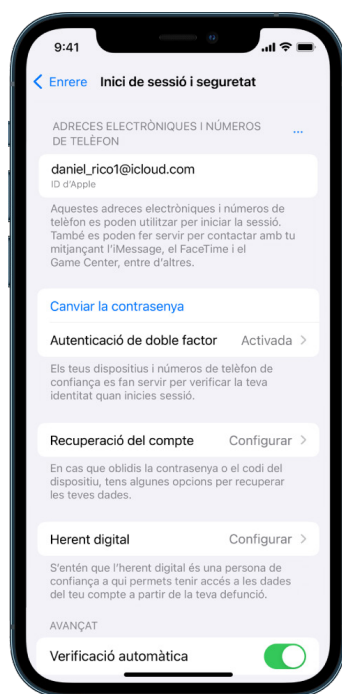 9:41
Enrere Inici de sessió i seguretat
ADRECES ELECTRÒNIQUES I NÚMEROS ...
DE TELÈFON
daniel_rico1@icloud.com
ID d'Apple
Aquestes adreces electròniques i números de
telèfon es poden utilitzar per iniciar la sessió.
També es poden fer servir per contactar amb tu
mitjançant l'iMessage, el FaceTime i el
Game Center, entre d'altres.
Canviar la contrasenya
Autenticació de doble factor Activada
Els teus dispositius i números de telèfon de
confiança es fan servir per verificar la teva
identitat quan inicies sessió.
Recuperació del compte Configurar
En cas que oblidis la contrasenya o el codi del
dispositiu, tens algunes opcions per recuperar
les teves dades.
Herent digital Configurar
S'entén que l'herent digital és una persona de
confiança a qui permets tenir accés a les dades
del teu compte a partir de la teva defunció.
AVANÇAT
Verificació automàtica